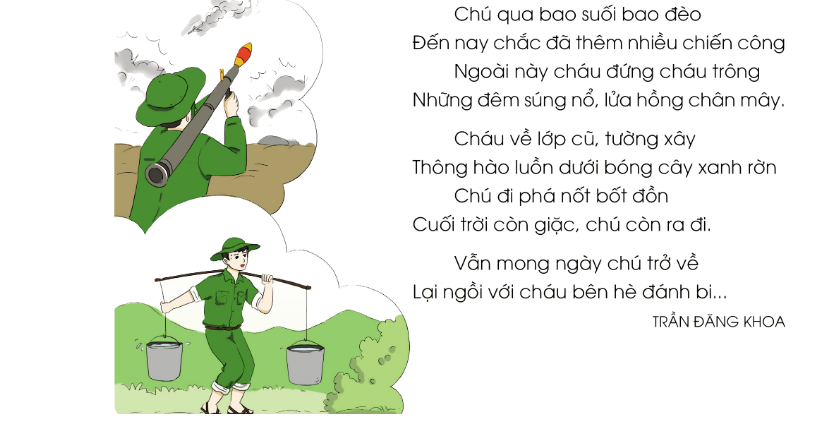 Chú qua bao suối bao đèo
Đến nay chắc đã thêm nhiều chiến công
Ngoài này cháu đứng cháu trông
Những đêm súng nổ, lửa hồng chân mây.
Cháu về lớp cũ, tường xây
Thông hào luồn dưới bóng cây xanh rờn
Chú đi phá nốt bốt đồn
Cuối trời còn giặc, chú còn ra đi.
Vẫn mong ngày chú trở về
Lại ngồi với cháu bên hè đánh bi...
TRẦN ĐĂNG KHOA